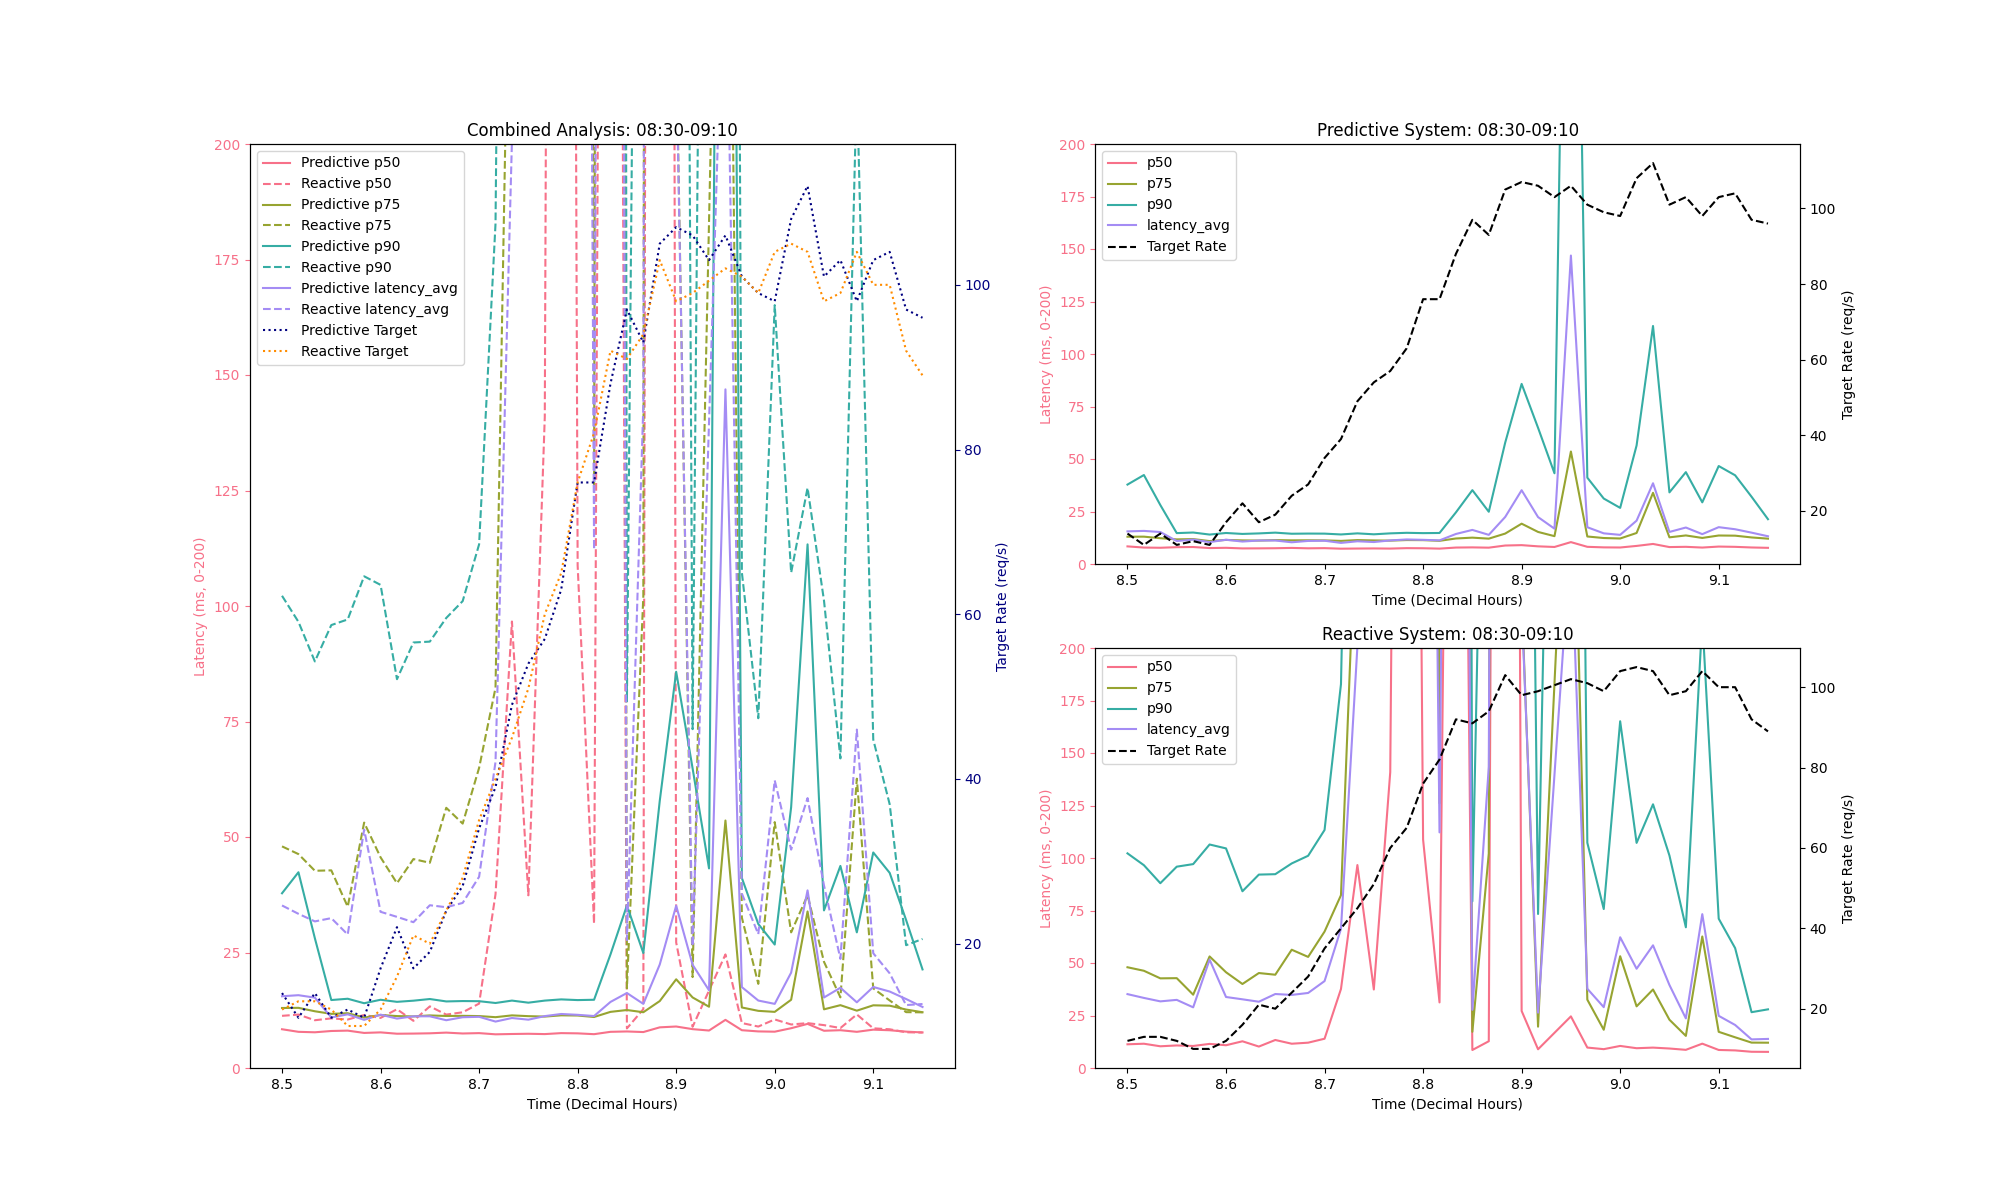 Combined Analysis: 08:30-09:10
Predictive p50
Reactive p50
Predictive p75
Reactive p75
Predictive p90
Reactive p90
Predictive latency_avg
Reactive latency_avg
Predictive Target
Reactive Target
200
175
150
125
100
75
50
25
0
Latency (ms, 0-200)
100
80
60
40
20
Target Rate (req/s)
8.5 8.6 8.7 8.8 8.9 9.0 9.1
Time (Decimal Hours)
Predictive System: 08:30-09:10
p50
p75
p90
latency_avg
Target Rate
200
175
150
125
100
75
50
25
0
Latency (ms, 0-200)
100
80
60
40
20
Target Rate (req/s)
8.5 8.6 8.7 8.8 8.9 9.0 9.1
Time (Decimal Hours)
Reactive System: 08:30-09:10
p50
p75
p90
latency_avg
Target Rate
200
175
150
125
100
75
50
25
0
Latency (ms, 0-200)
100
80
60
40
20
Target Rate (req/s)
8.5 8.6 8.7 8.8 8.9 9.0 9.1
Time (Decimal Hours)